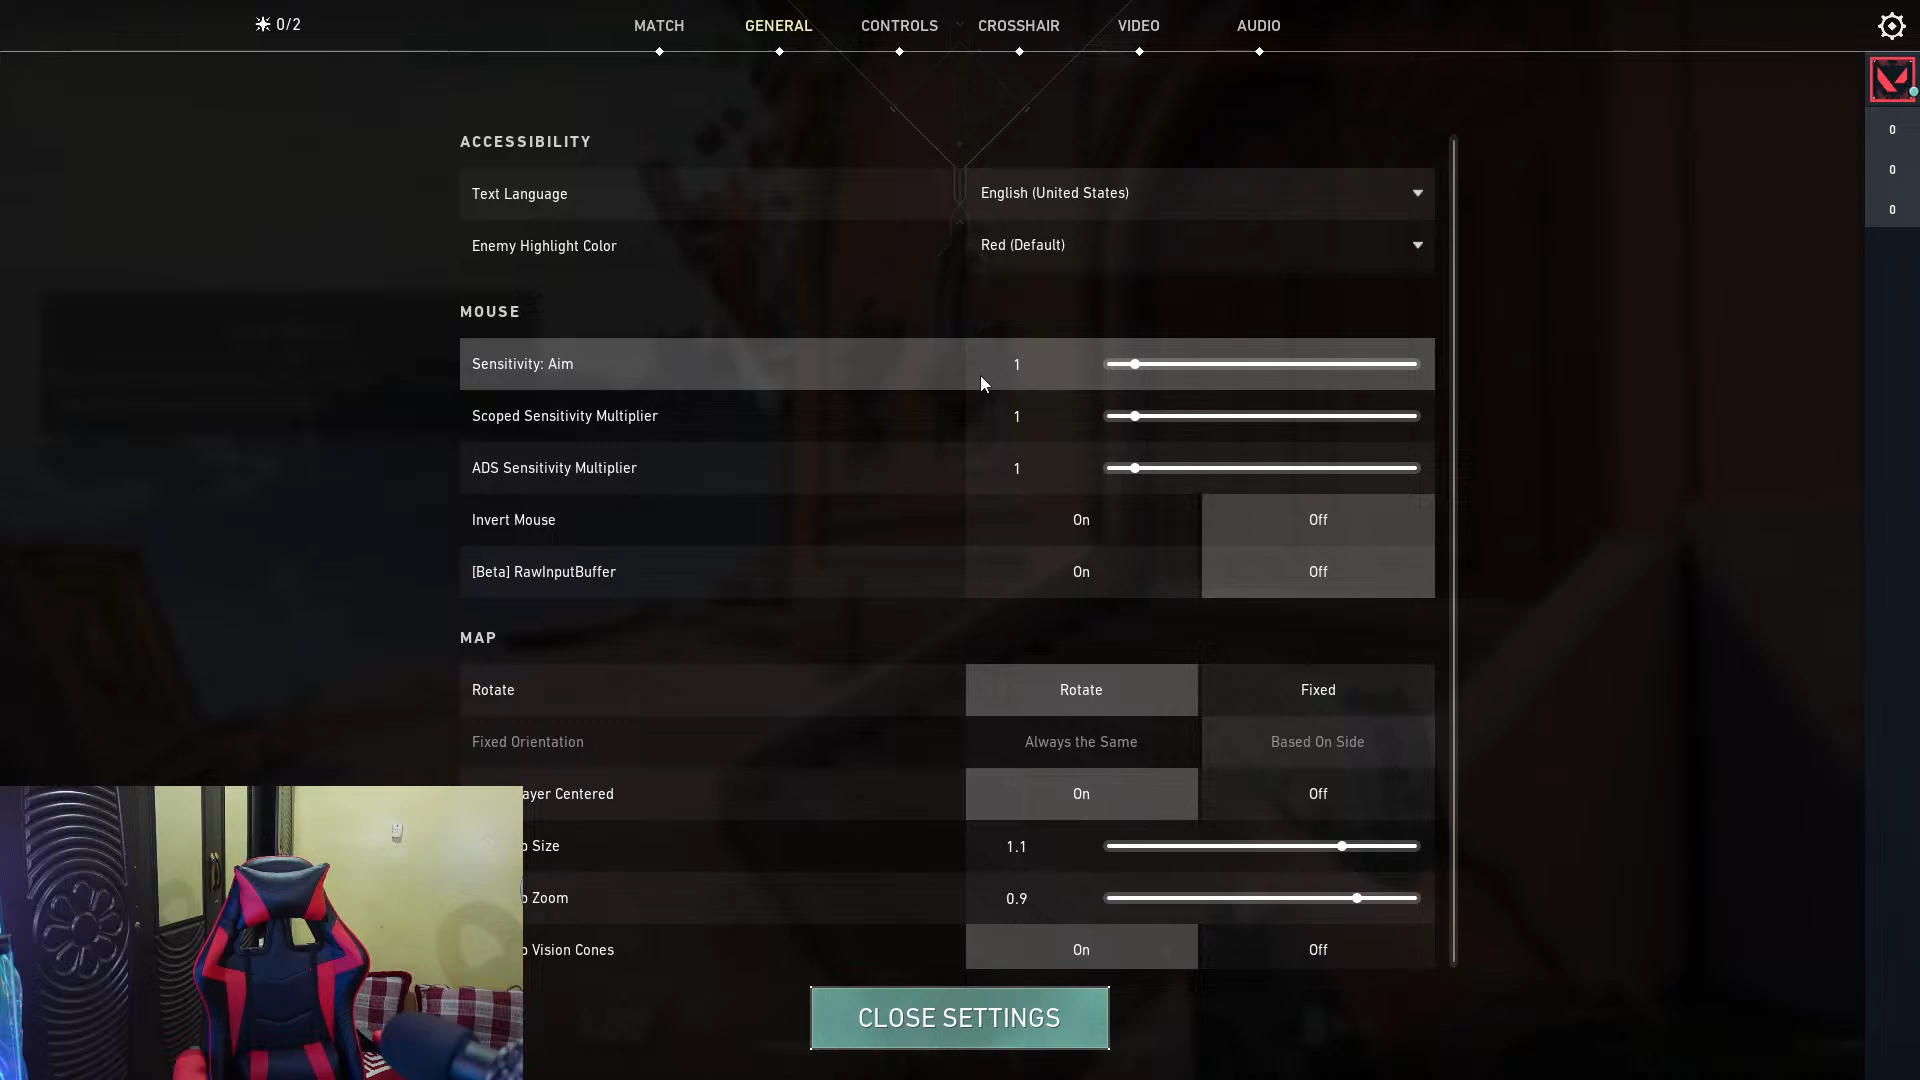 0/2
MATCH
GENERAL
CONTROLS
CROSSHAIR
VIDEO
AUDIO
0
0
0
ACCESSIBILITY
Text Language English (United States)
Enemy Highlight Color Red (Default)
MOUSE
Sensitivity: Aim 1
Scoped Sensitivity Multiplier 1
ADS Sensitivity Multiplier 1
Invert Mouse On Off
[Beta] RawInputBuffer On Off
MAP
Rotate Rotate Fixed
Fixed Orientation Always the Same Based On Side
ayer Centered On Off
p Size 1.1
p Zoom 0.9
p Vision Cones On Off
CLOSE SETTINGS